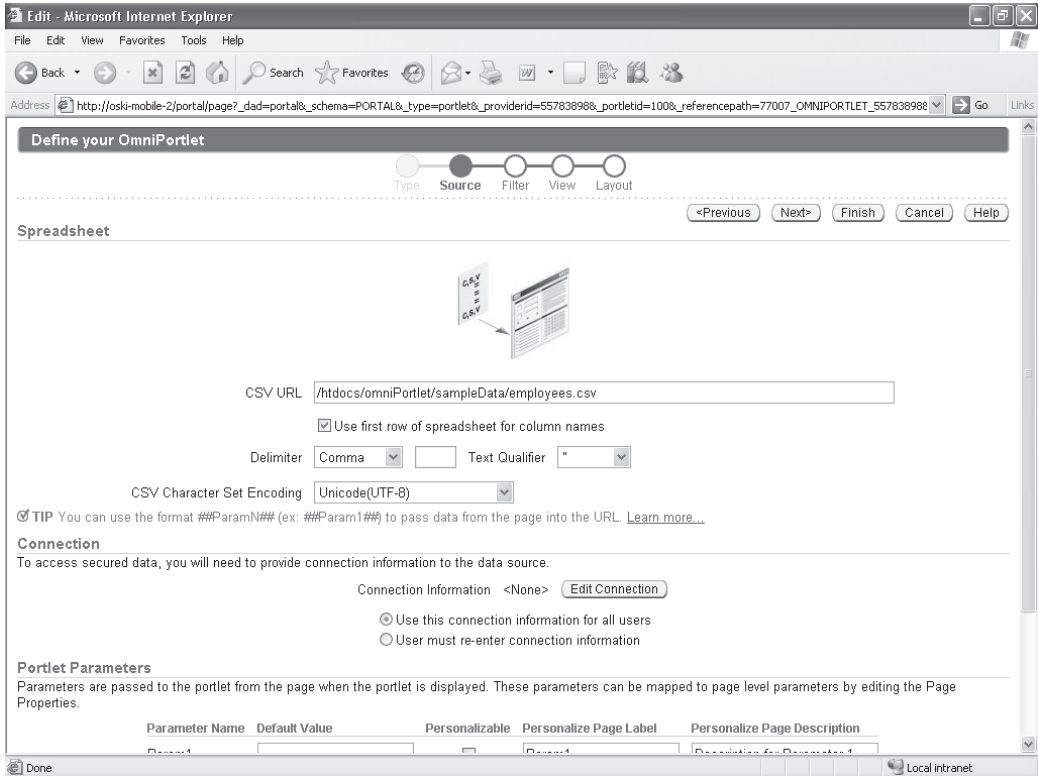 Edit - Microsoft Internet Explorer
File Edit View Favorites Tools Help
Back Search Favorites
Address http://oski-mobile-2/portal/page?_dad=portal&_schema=PORTAL&_type=portlet&_providerid=55783898&_portletid=100&_referencepath=77007_OMNIPORTLET_55783898& Go Links
Define your OmniPortlet
Type Source Filter View Layout
<Previous Next> Finish Cancel Help
Spreadsheet
C,S,V
C,S,V
CSV URL /htdocs/omniPortlet/sampleData/employees.csv
Use first row of spreadsheet for column names
Delimiter Comma Text Qualifier "
CSV Character Set Encoding Unicode(UTF-8)
TIP You can use the format ##ParamN## (ex: ##Param1##) to pass data from the page into the URL. Learn more...
Connection
To access secured data, you will need to provide connection information to the data source.
Connection Information <None> Edit Connection
Use this connection information for all users
User must re-enter connection information
Portlet Parameters
Parameters are passed to the portlet from the page when the portlet is displayed. These parameters can be mapped to page level parameters by editing the Page
Properties.
Parameter Name Default Value Personalizable Personalize Page Label Personalize Page Description
Param1 Param1 Description for Parameter 1
Done Local intranet